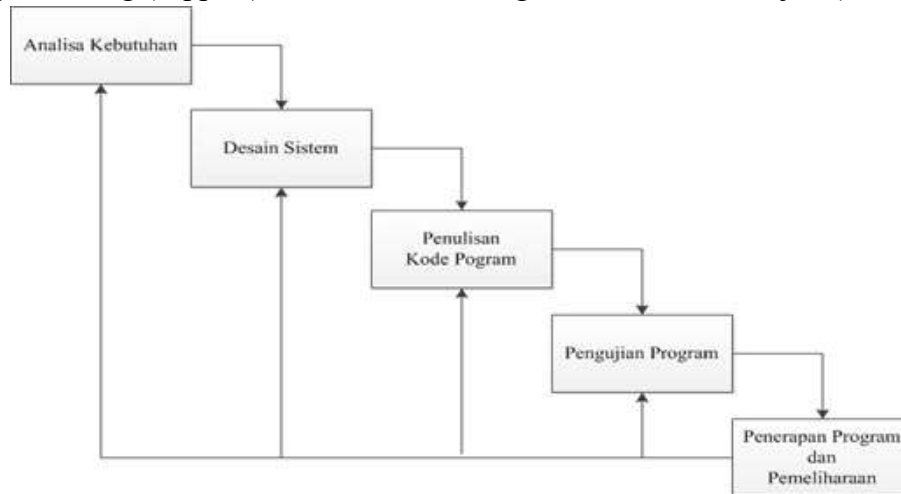 Analisa Kebutuhan
Desain Sistem
Penulisan
Kode Pogram
Pengujian Program
Penerapan Program
dan
Pemeliharaan